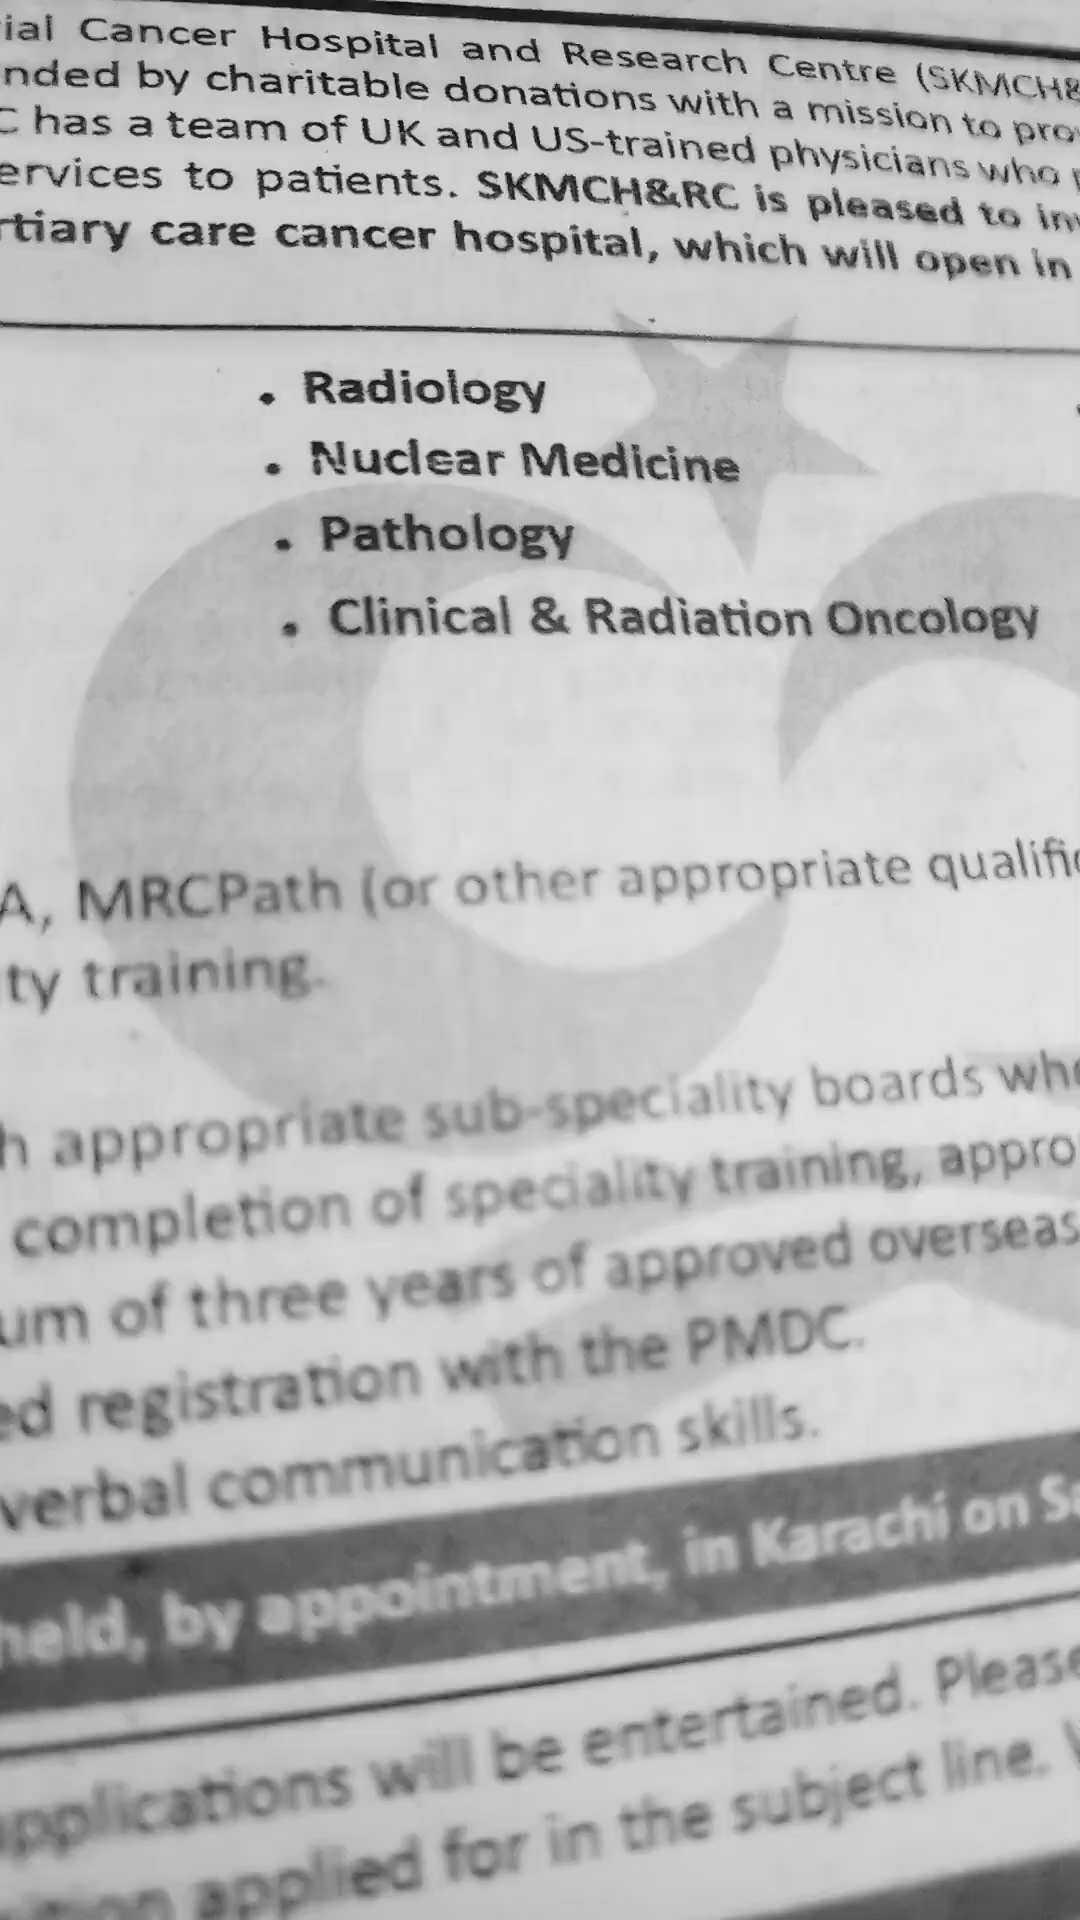 ial Cancer Hospital and Research Centre (SKMCH&
nded by charitable donations with a mission to pro
C has a team of UK and US-trained physicians who
ervices to patients. SKMCH&RC is pleased to in
rtiary care cancer hospital, which will open in
• Radiology
• Nuclear Medicine
• Pathology
• Clinical & Radiation Oncology
A, MRCPath (or other appropriate qualific
ty training.
h appropriate sub-speciality boards who
completion of speciality training, appro
um of three years of approved overseas
ed registration with the PMDC.
verbal communication skills.
held, by appointment, in Karachi on Sa
applications will be entertained. Please
applied for in the subject line.